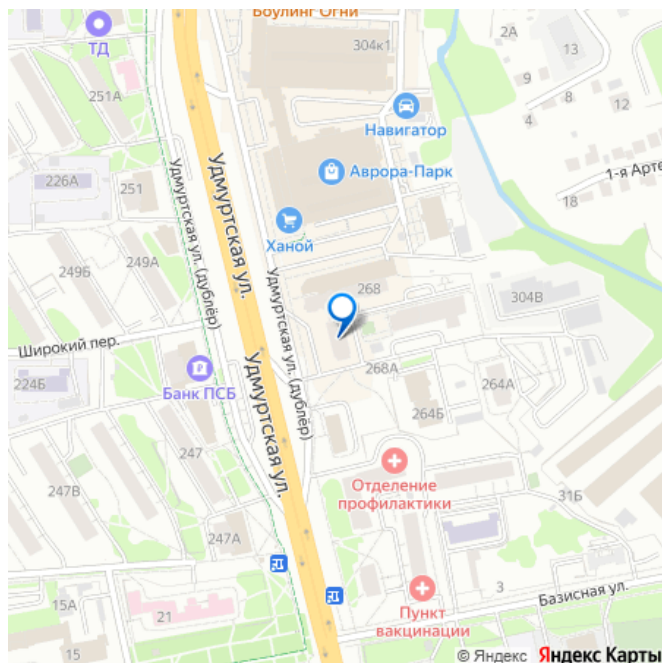 Боулинг Огни
304к1
2А
13
ТД
9
8
12
4
251А
Навигатор
Аврора-Парк
1-я Арте
18
226А
251
Удмуртская ул. (дублёр)
Удмуртская ул.
Ханой
249Б
249А
Удмуртская ул. (дублёр)
268
304В
Широкий пер.
224Б
Банк ПСБ
Удмуртская ул.
268А
264А
264Б
247
247В
Отделение
профилактики
31Б
247А
15А
21
3
Базисная ул.
Пункт
вакцинации
15
© Яндекс Яндекс Карты